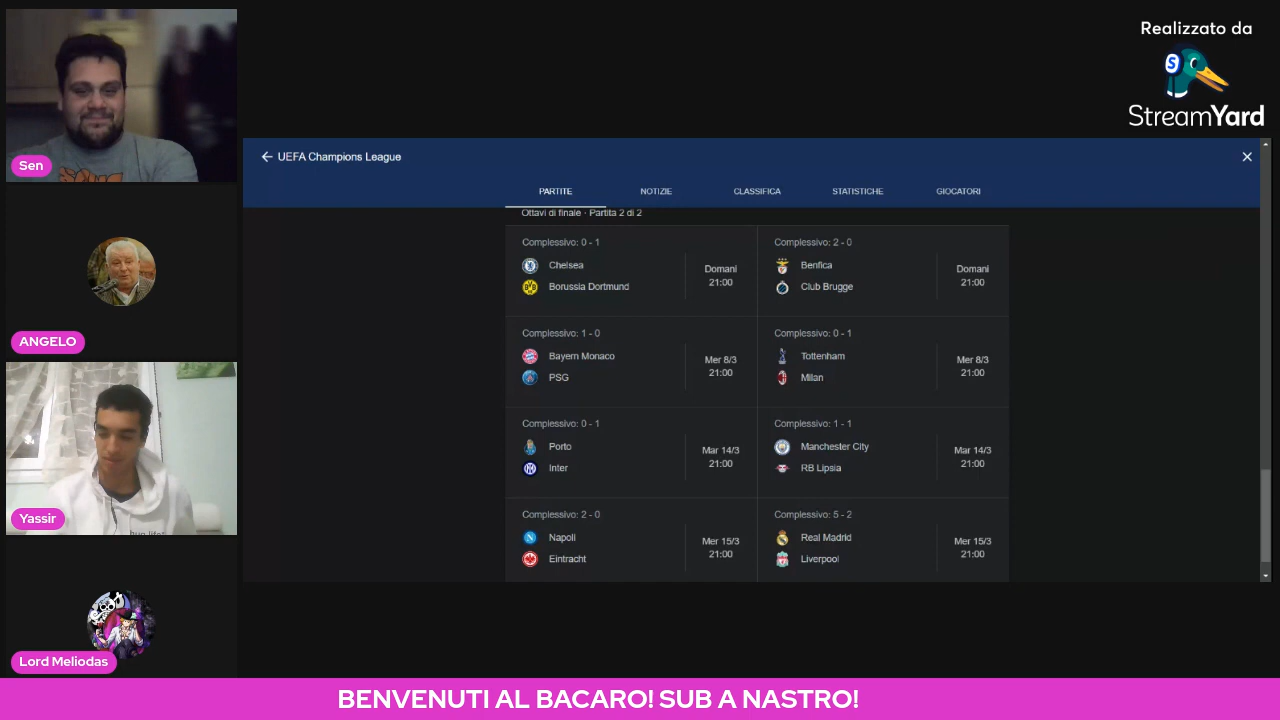 Realizzato da
StreamYard
Sen
ANGELO
Yassir
Lord Meliodas
UEFA Champions League
PARTITE
NOTIZIE
CLASSIFICA
STATISTICHE
GIOCATORI
Ottavi di finale · Partita 2 di 2
Complessivo: 0 - 1
Chelsea
Borussia Dortmund
Domani
21:00
Complessivo: 2 - 0
Benfica
Club Brugge
Domani
21:00
Complessivo: 1 - 0
Bayern Monaco
PSG
Mer 8/3
21:00
Complessivo: 0 - 1
Tottenham
Milan
Mer 8/3
21:00
Complessivo: 0 - 1
Porto
Inter
Mar 14/3
21:00
Complessivo: 1 - 1
Manchester City
RB Lipsia
Mar 14/3
21:00
Complessivo: 2 - 0
Napoli
Eintracht
Mer 15/3
21:00
Complessivo: 5 - 2
Real Madrid
Liverpool
Mer 15/3
21:00
BENVENUTI AL BACARO! SUB A NASTRO!